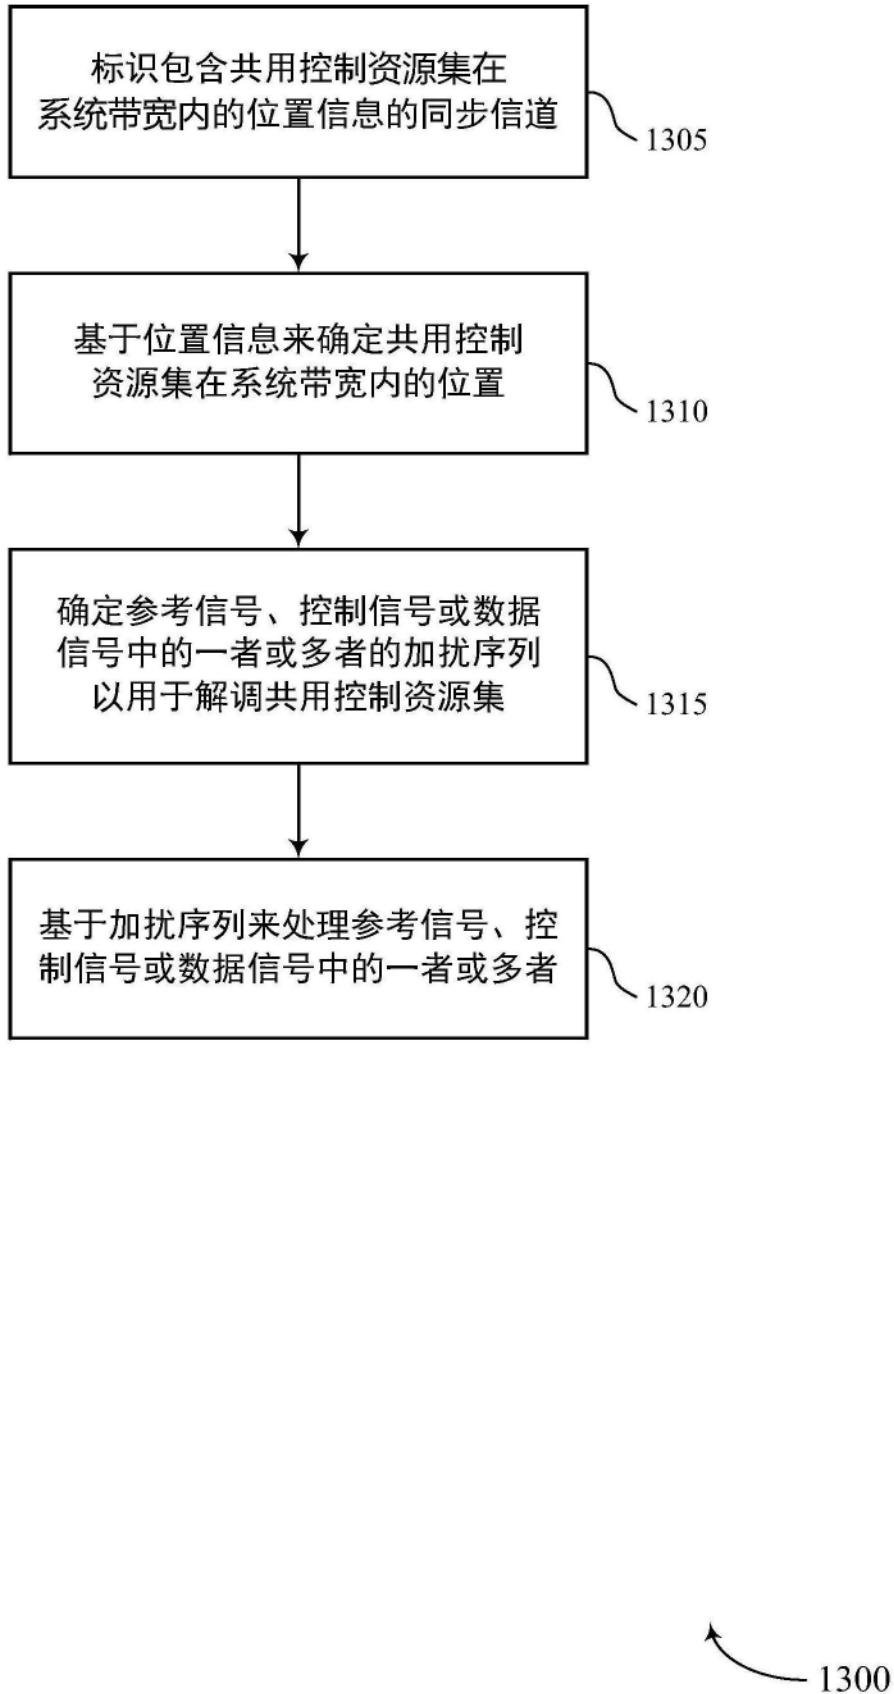 标识包含共用控制资源集在
系统带宽内的位置信息的同步信道
1305
基于位置信息来确定共用控制
资源集在系统带宽内的位置
1310
确定参考信号、控制信号或数据
信号中的一者或多者的加扰序列
以用于解调共用控制资源集
1315
基于加扰序列来处理参考信号、控
制信号或数据信号中的一者或多者
1320
1300